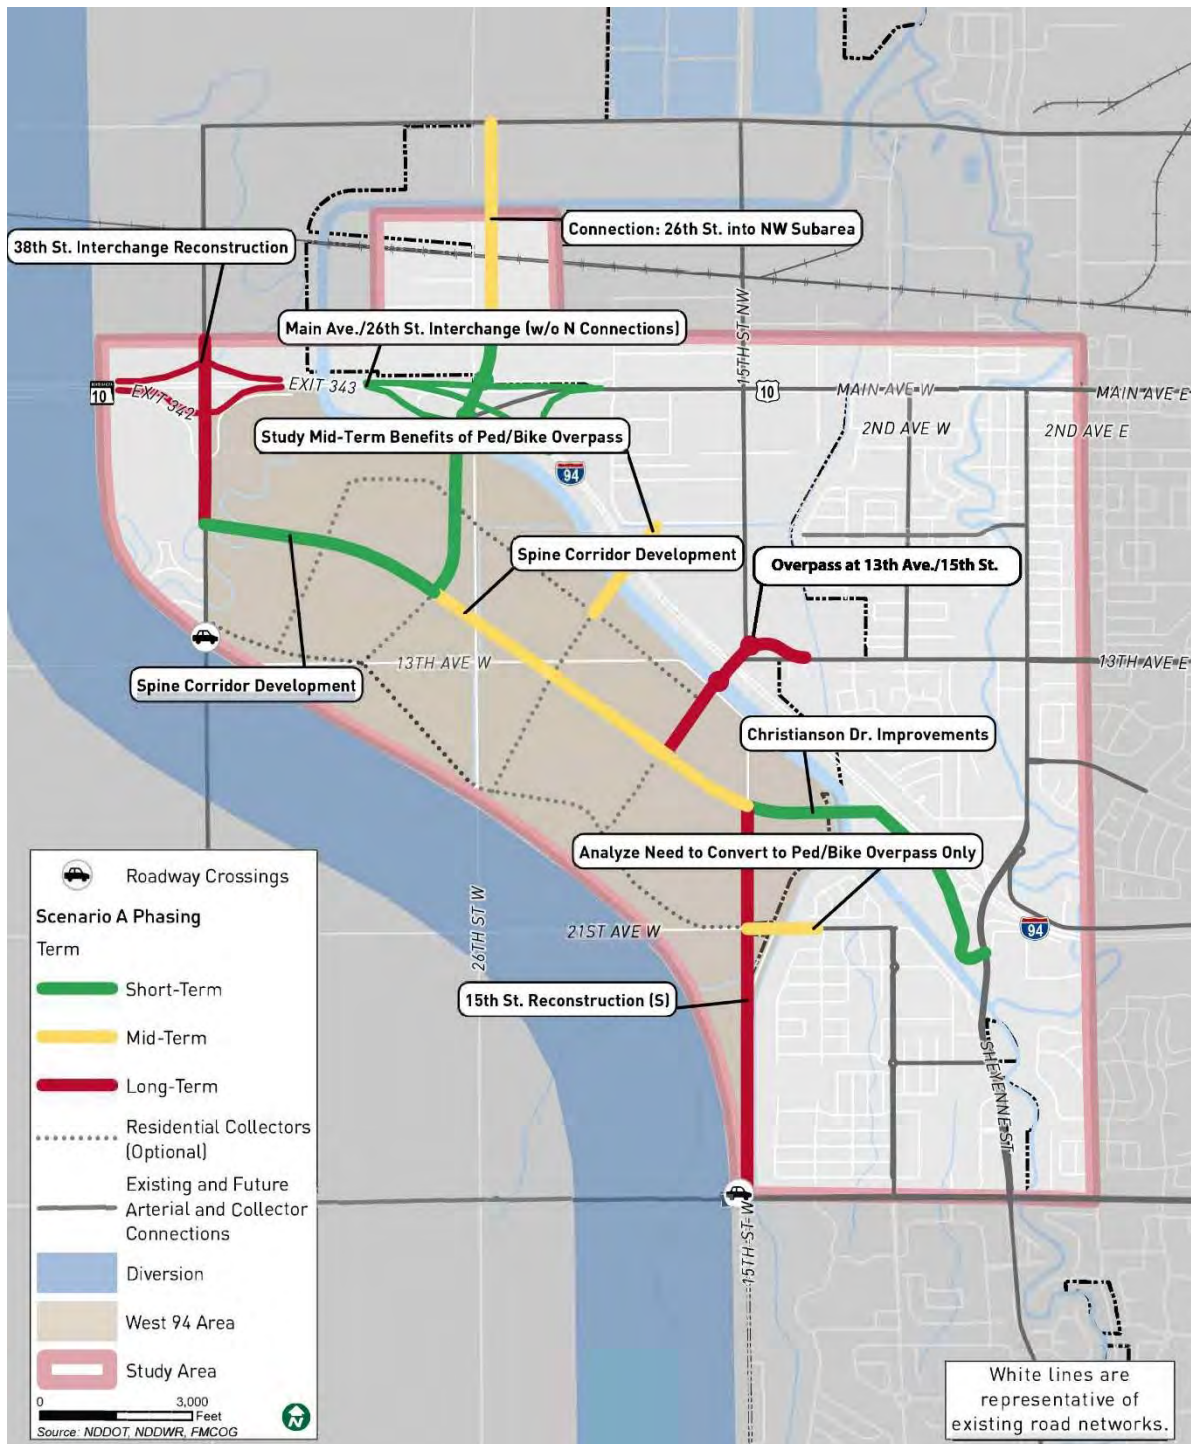 15TH ST NW
Connection: 26th St. into NW Subarea
38th St. Interchange Reconstruction
Main Ave./26th St. Interchange (w/o N Connections)
10
EXIT 342
EXIT 343
10
MAIN AVE W
MAIN AVE E
2ND AVE W
2ND AVE E
Study Mid-Term Benefits of Ped/Bike Overpass
94
Spine Corridor Development
Overpass at 13th Ave./15th St.
13TH AVE W
13TH AVE E
Spine Corridor Development
Christianson Dr. Improvements
Analyze Need to Convert to Ped/Bike Overpass Only
26TH ST W
21ST AVE W
94
15th St. Reconstruction (S)
SHEYENNE ST
15TH ST W
Roadway Crossings
Scenario A Phasing
Term
Short-Term
Mid-Term
Long-Term
Residential Collectors
(Optional)
Existing and Future
Arterial and Collector
Connections
Diversion
West 94 Area
Study Area
0 3,000
Feet
N
Source: NDDOT, NDDWR, FMCOG
White lines are
representative of
existing road networks.